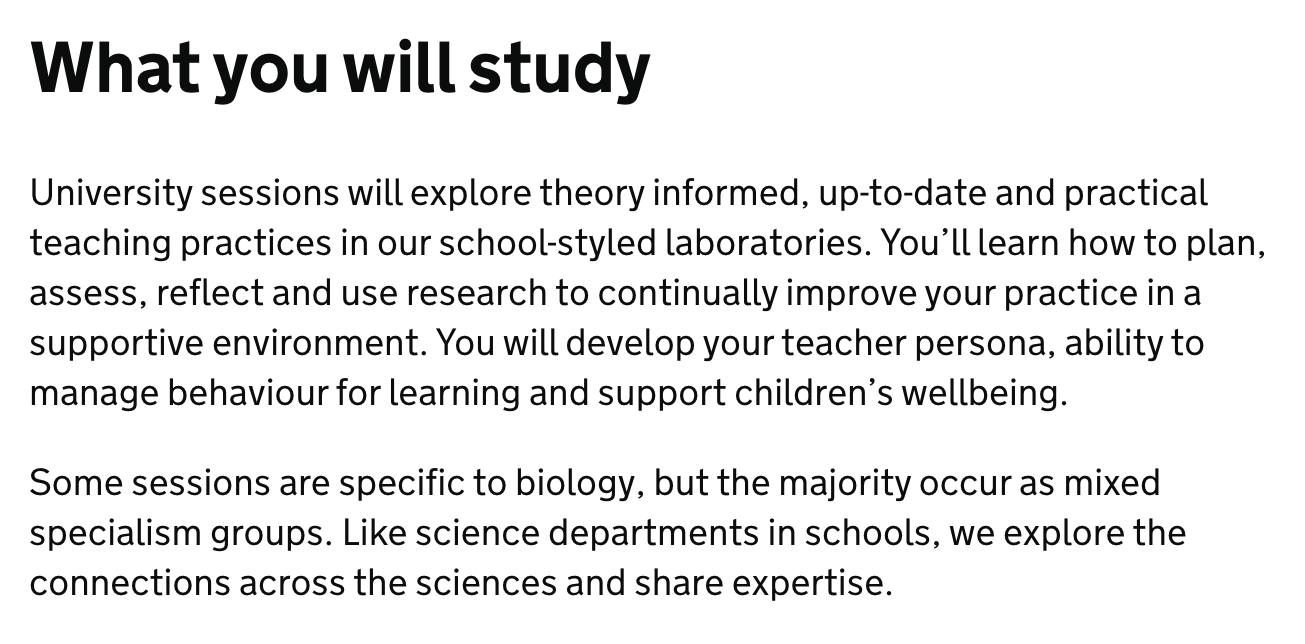 What you will study
University sessions will explore theory informed, up-to-date and practical
teaching practices in our school-styled laboratories. You’ll learn how to plan,
assess, reflect and use research to continually improve your practice in a
supportive environment. You will develop your teacher persona, ability to
manage behaviour for learning and support children’s wellbeing.
Some sessions are specific to biology, but the majority occur as mixed
specialism groups. Like science departments in schools, we explore the
connections across the sciences and share expertise.